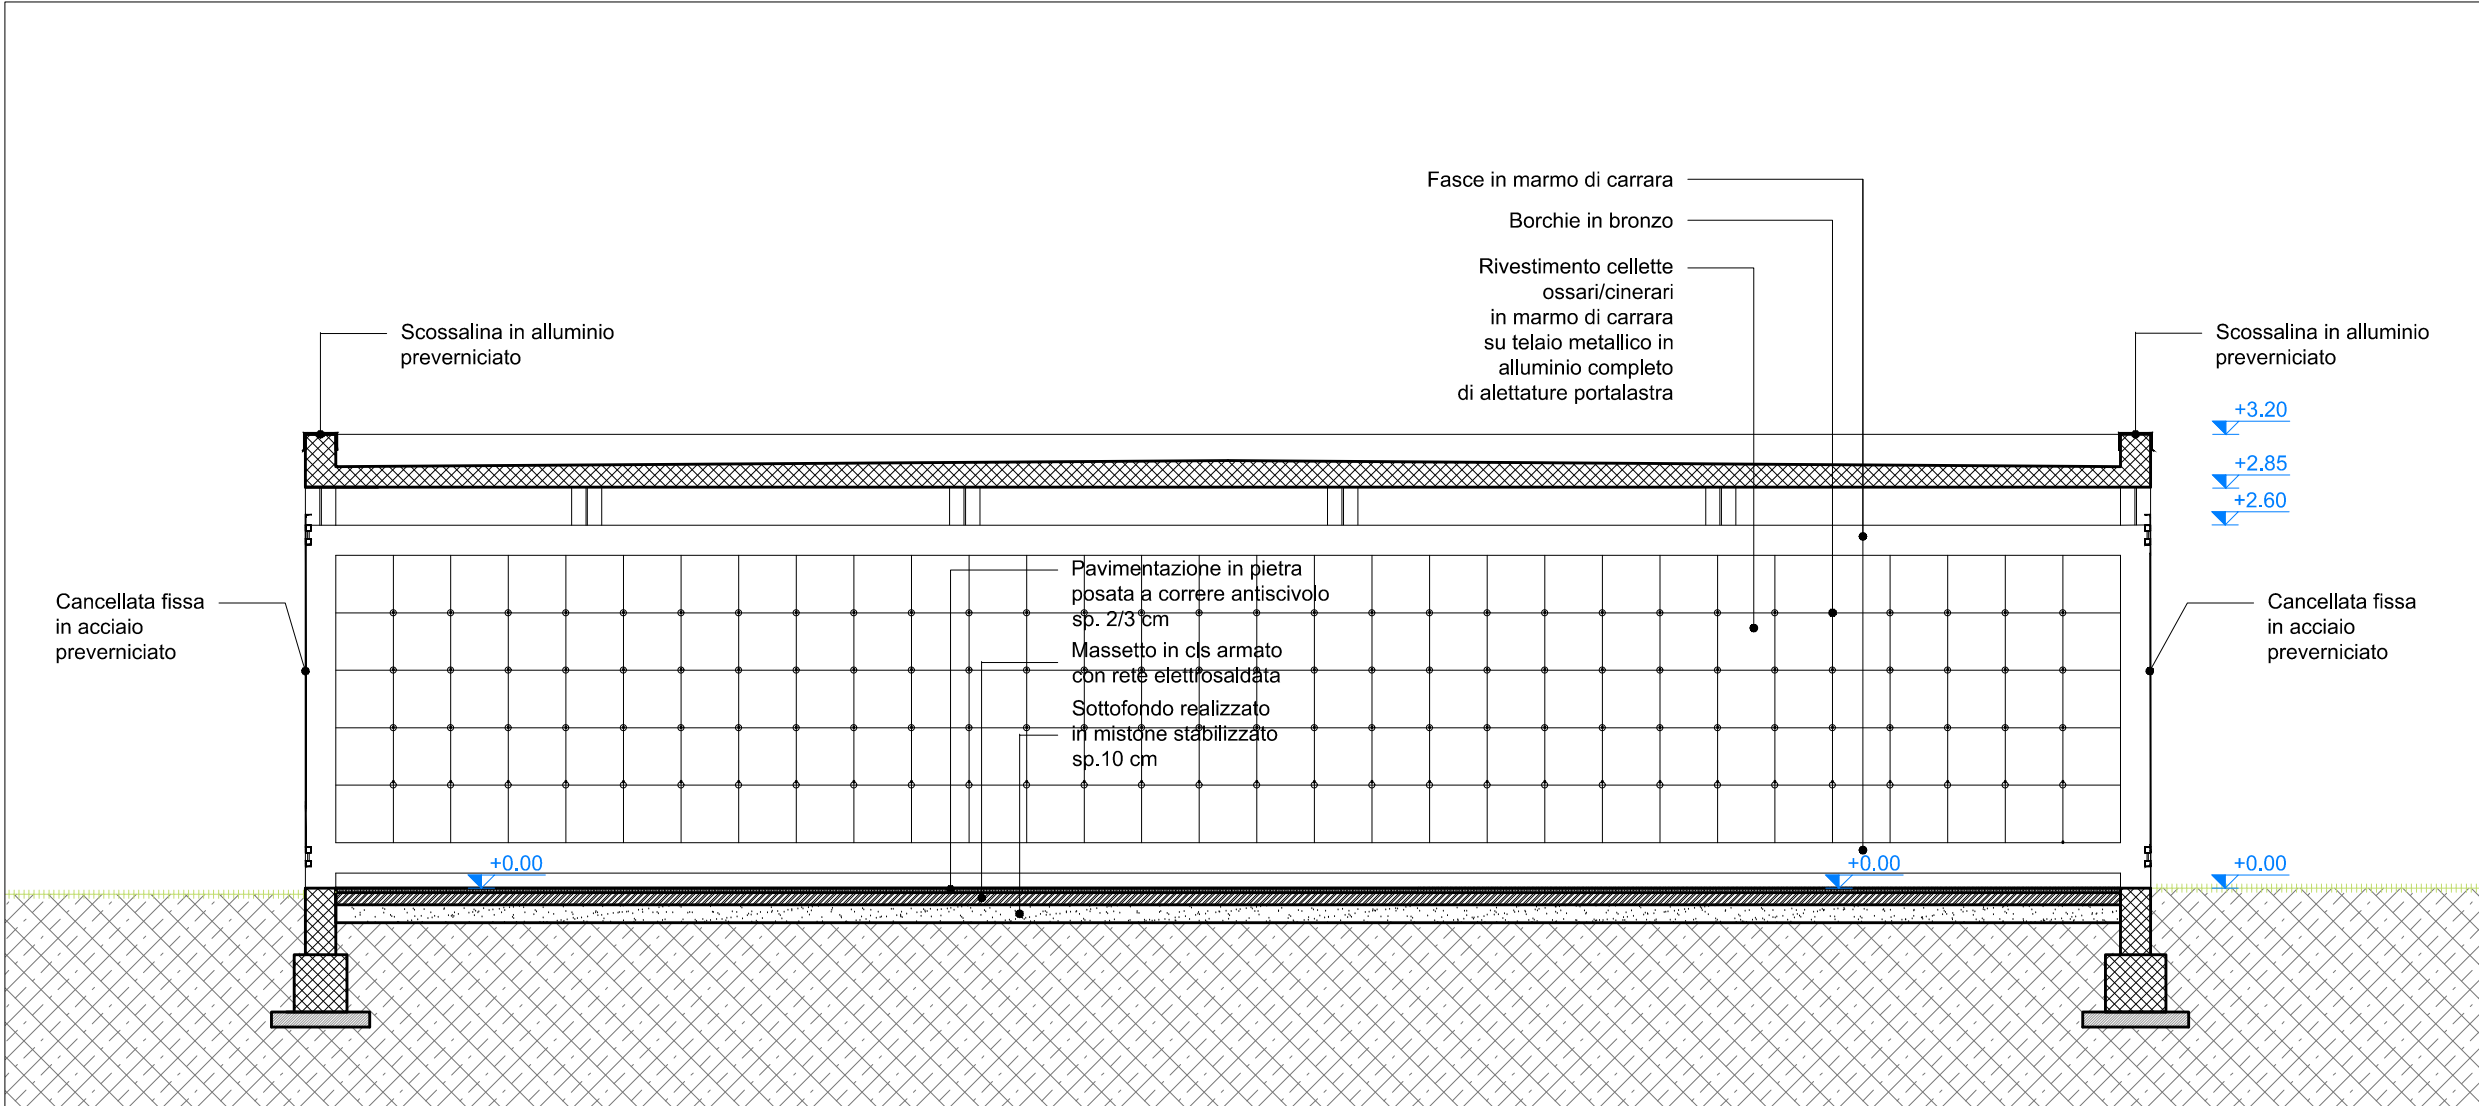 Fasce in marmo di carrara
Borchie in bronzo
Rivestimento cellette
ossari/cinerari
in marmo di carrara
su telaio metallico in
alluminio completo
di alettature portalastra
Scossalina in alluminio
preverniciato
Scossalina in alluminio
preverniciato
+3.20
+2.85
+2.60
Cancellata fissa
in acciaio
preverniciato
Pavimentazione in pietra
posata a correre antiscivolo
sp. 2/3 cm
Massetto in cls armato
con rete elettrosaldata
Sottofondo realizzato
in mistone stabilizzato
sp.10 cm
Cancellata fissa
in acciaio
preverniciato
+0.00
+0.00
+0.00